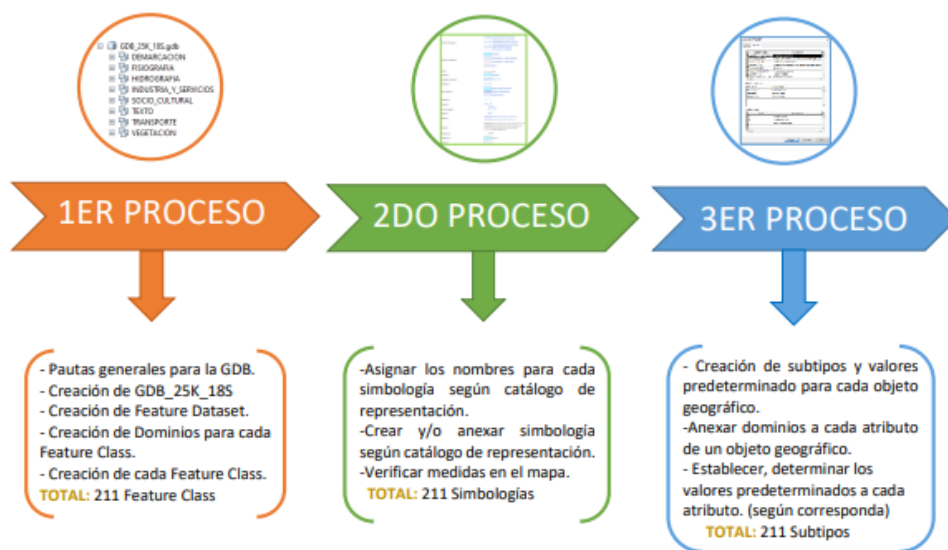 GDB_25K_18S.gdb
DEMARCACION
FISIOGRAFIA
HIDROGRAFIA
INDUSTRIA_Y_SERVICIOS
SOCIO_CULTURAL
TEXTO
TRANSPORTE
VEGETACION
1ER PROCESO
2DO PROCESO
3ER PROCESO
- Pautas generales para la GDB.
- Creación de GDB_25K_18S
- Creación de Feature Dataset.
- Creación de Dominios para cada
Feature Class.
- Creación de cada Feature Class.
TOTAL: 211 Feature Class
-Asignar los nombres para cada
simbología según catálogo de
representación.
-Crear y/o anexar simbología
según catálogo de representación.
-Verificar medidas en el mapa.
TOTAL: 211 Simbologías
- Creación de subtipos y valores
predeterminado para cada objeto
geográfico.
-Anexar dominios a cada atributo
de un objeto geográfico.
- Establecer, determinar los
valores predeterminados a cada
atributo. (según corresponda)
TOTAL: 211 Subtipos